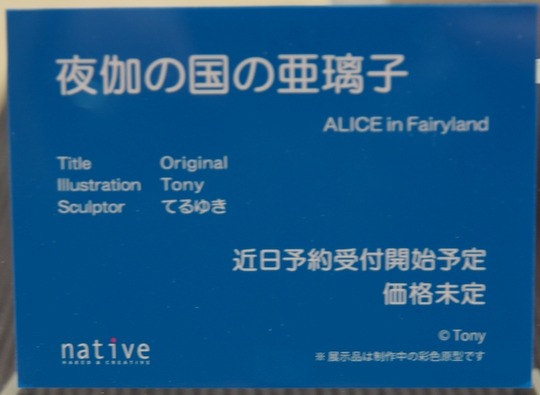 夜伽の国の亜璃子
ALICE in Fairyland
Title Original
Illustration Tony
Sculptor てるゆき
近日予約受付開始予定
価格未定
© Tony
※展示品は制作中の彩色原型です
native
MAKER & CREATIVE